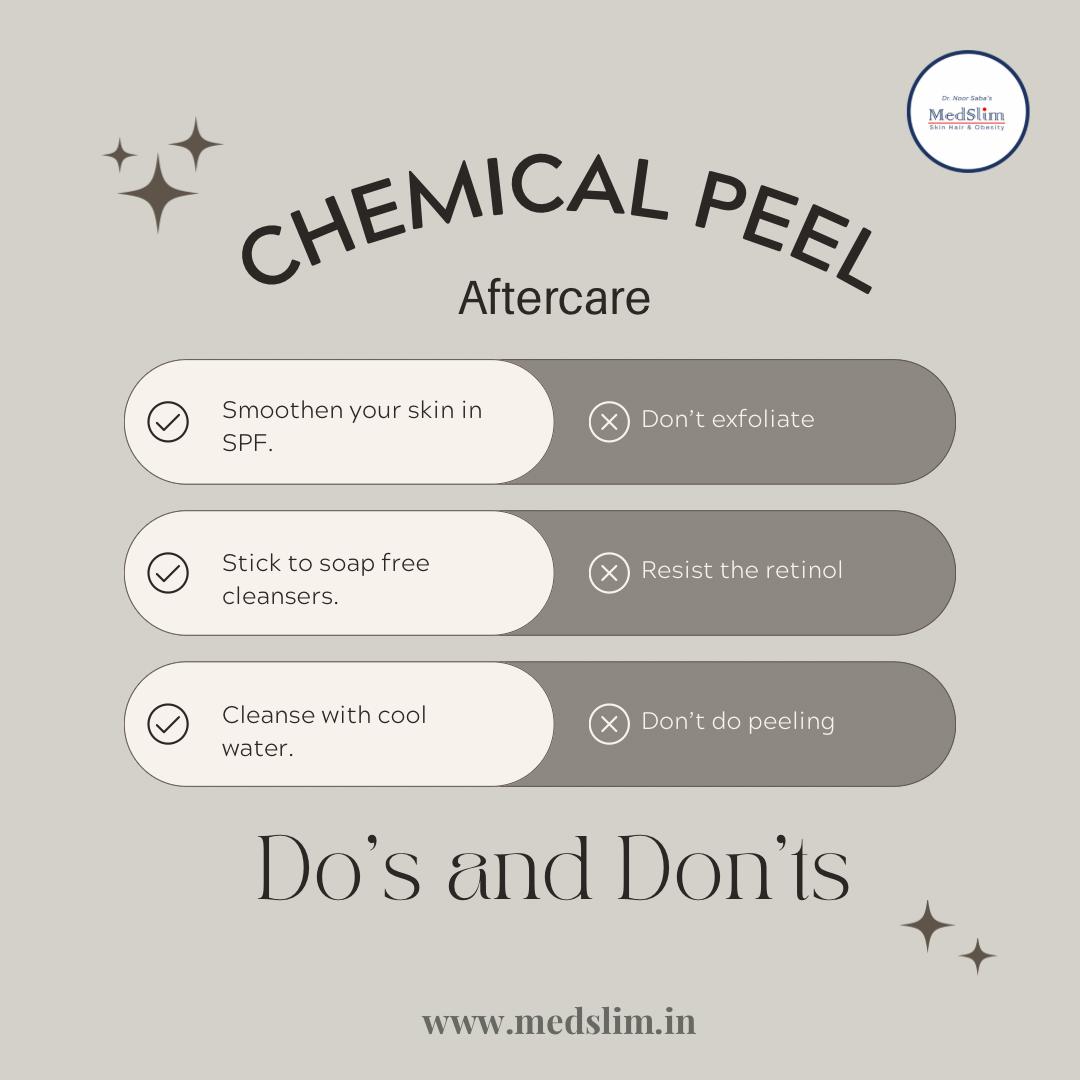 Dr. Noor Saba's
MedSlim
Skin Hair & Obesity
CHEMICAL PEEL
Aftercare
Smoothen your skin in
SPF.
Don’t exfoliate
Stick to soap free
cleansers.
Resist the retinol
Cleanse with cool
water.
Don’t do peeling
Do’s and Don’ts
www.medslim.in